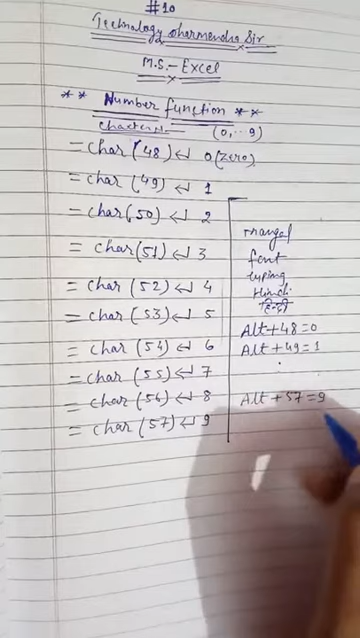 #10
Technology Dharmendra Sir
M.S. - Excel
** Number function **
Character No. (0,..9)
= char (48) ↵ 0 (zero)
= char (49) ↵ 1
= char (50) ↵ 2
= char (51) ↵ 3
= char (52) ↵ 4
= char (53) ↵ 5
= char (54) ↵ 6
= char (55) ↵ 7
= char (54) ↵ 8
= char (57) ↵ 9
mangal
font
typing
Hindi
हिन्दी
Alt+48=0
Alt+49=1
Alt+57=9